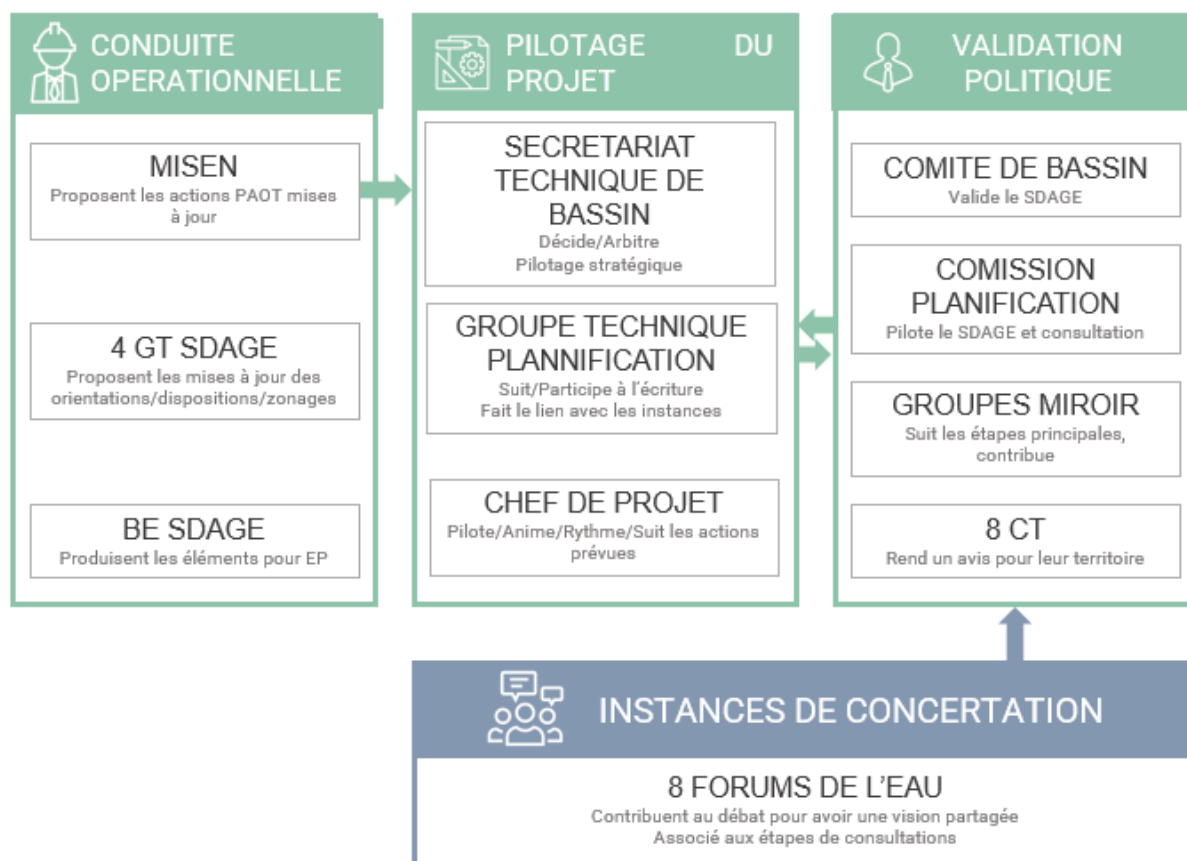 CONDUITE
OPERATIONNELLE
MISEN
Proposent les actions PAOT mises
à jour
4 GT SDAGE
Proposent les mises à jour des
orientations/dispositions/zonages
BE SDAGE
Produisent les éléments pour EP
PILOTAGE DU
PROJET
SECRETARIAT
TECHNIQUE DE
BASSIN
Décide/Arbitre
Pilotage stratégique
GROUPE TECHNIQUE
PLANNIFICATION
Suit/Participe à l'écriture
Fait le lien avec les instances
CHEF DE PROJET
Pilote/Anime/Rythme/Suit les actions
prévues
VALIDATION
POLITIQUE
COMITE DE BASSIN
Valide le SDAGE
COMISSION
PLANIFICATION
Pilote le SDAGE et consultation
GROUPES MIROIR
Suit les étapes principales,
contribue
8 CT
Rend un avis pour leur territoire
INSTANCES DE CONCERTATION
8 FORUMS DE L'EAU
Contribuent au débat pour avoir une vision partagée
Associé aux étapes de consultations